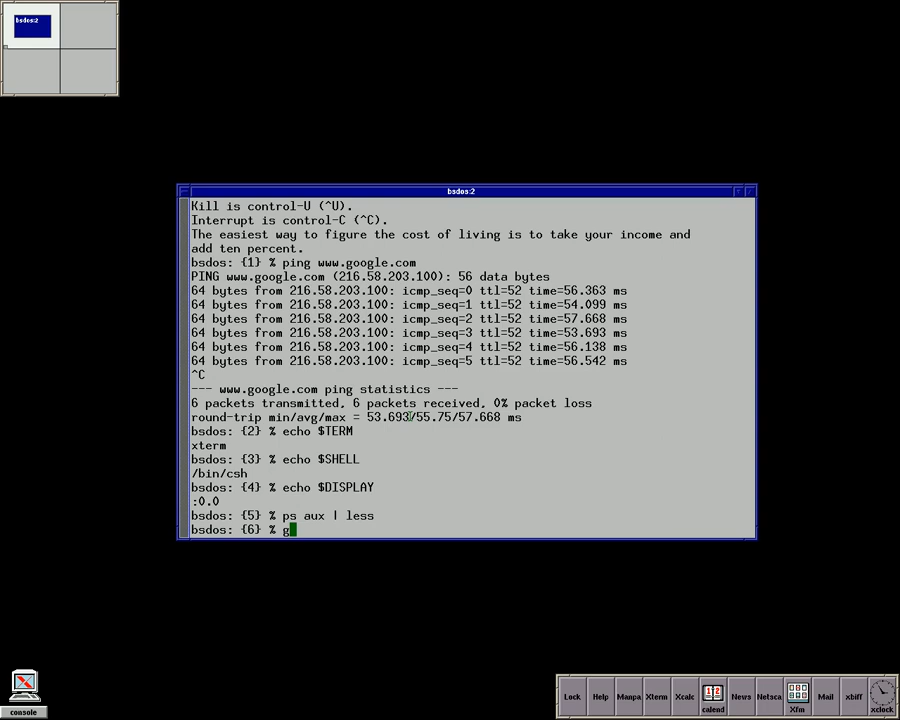 bsdos:2
bsdos:2
Kill is control-U (^U).
Interrupt is control-C (^C).
The easiest way to figure the cost of living is to take your income and
add ten percent.
bsdos: {1} % ping www.google.com
PING www.google.com (216.58.203.100): 56 data bytes
64 bytes from 216.58.203.100: icmp_seq=0 ttl=52 time=56.363 ms
64 bytes from 216.58.203.100: icmp_seq=1 ttl=52 time=54.099 ms
64 bytes from 216.58.203.100: icmp_seq=2 ttl=52 time=57.668 ms
64 bytes from 216.58.203.100: icmp_seq=3 ttl=52 time=53.693 ms
64 bytes from 216.58.203.100: icmp_seq=4 ttl=52 time=56.138 ms
64 bytes from 216.58.203.100: icmp_seq=5 ttl=52 time=56.542 ms
^C
--- www.google.com ping statistics ---
6 packets transmitted, 6 packets received, 0% packet loss
round-trip min/avg/max = 53.693/55.75/57.668 ms
bsdos: {2} % echo $TERM
xterm
bsdos: {3} % echo $SHELL
/bin/csh
bsdos: {4} % echo $DISPLAY
:0.0
bsdos: {5} % ps aux | less
bsdos: {6} % g
console
Lock Help Manpa Xterm Xcalc calend News Netsca Xfm Mail xbiff xclock